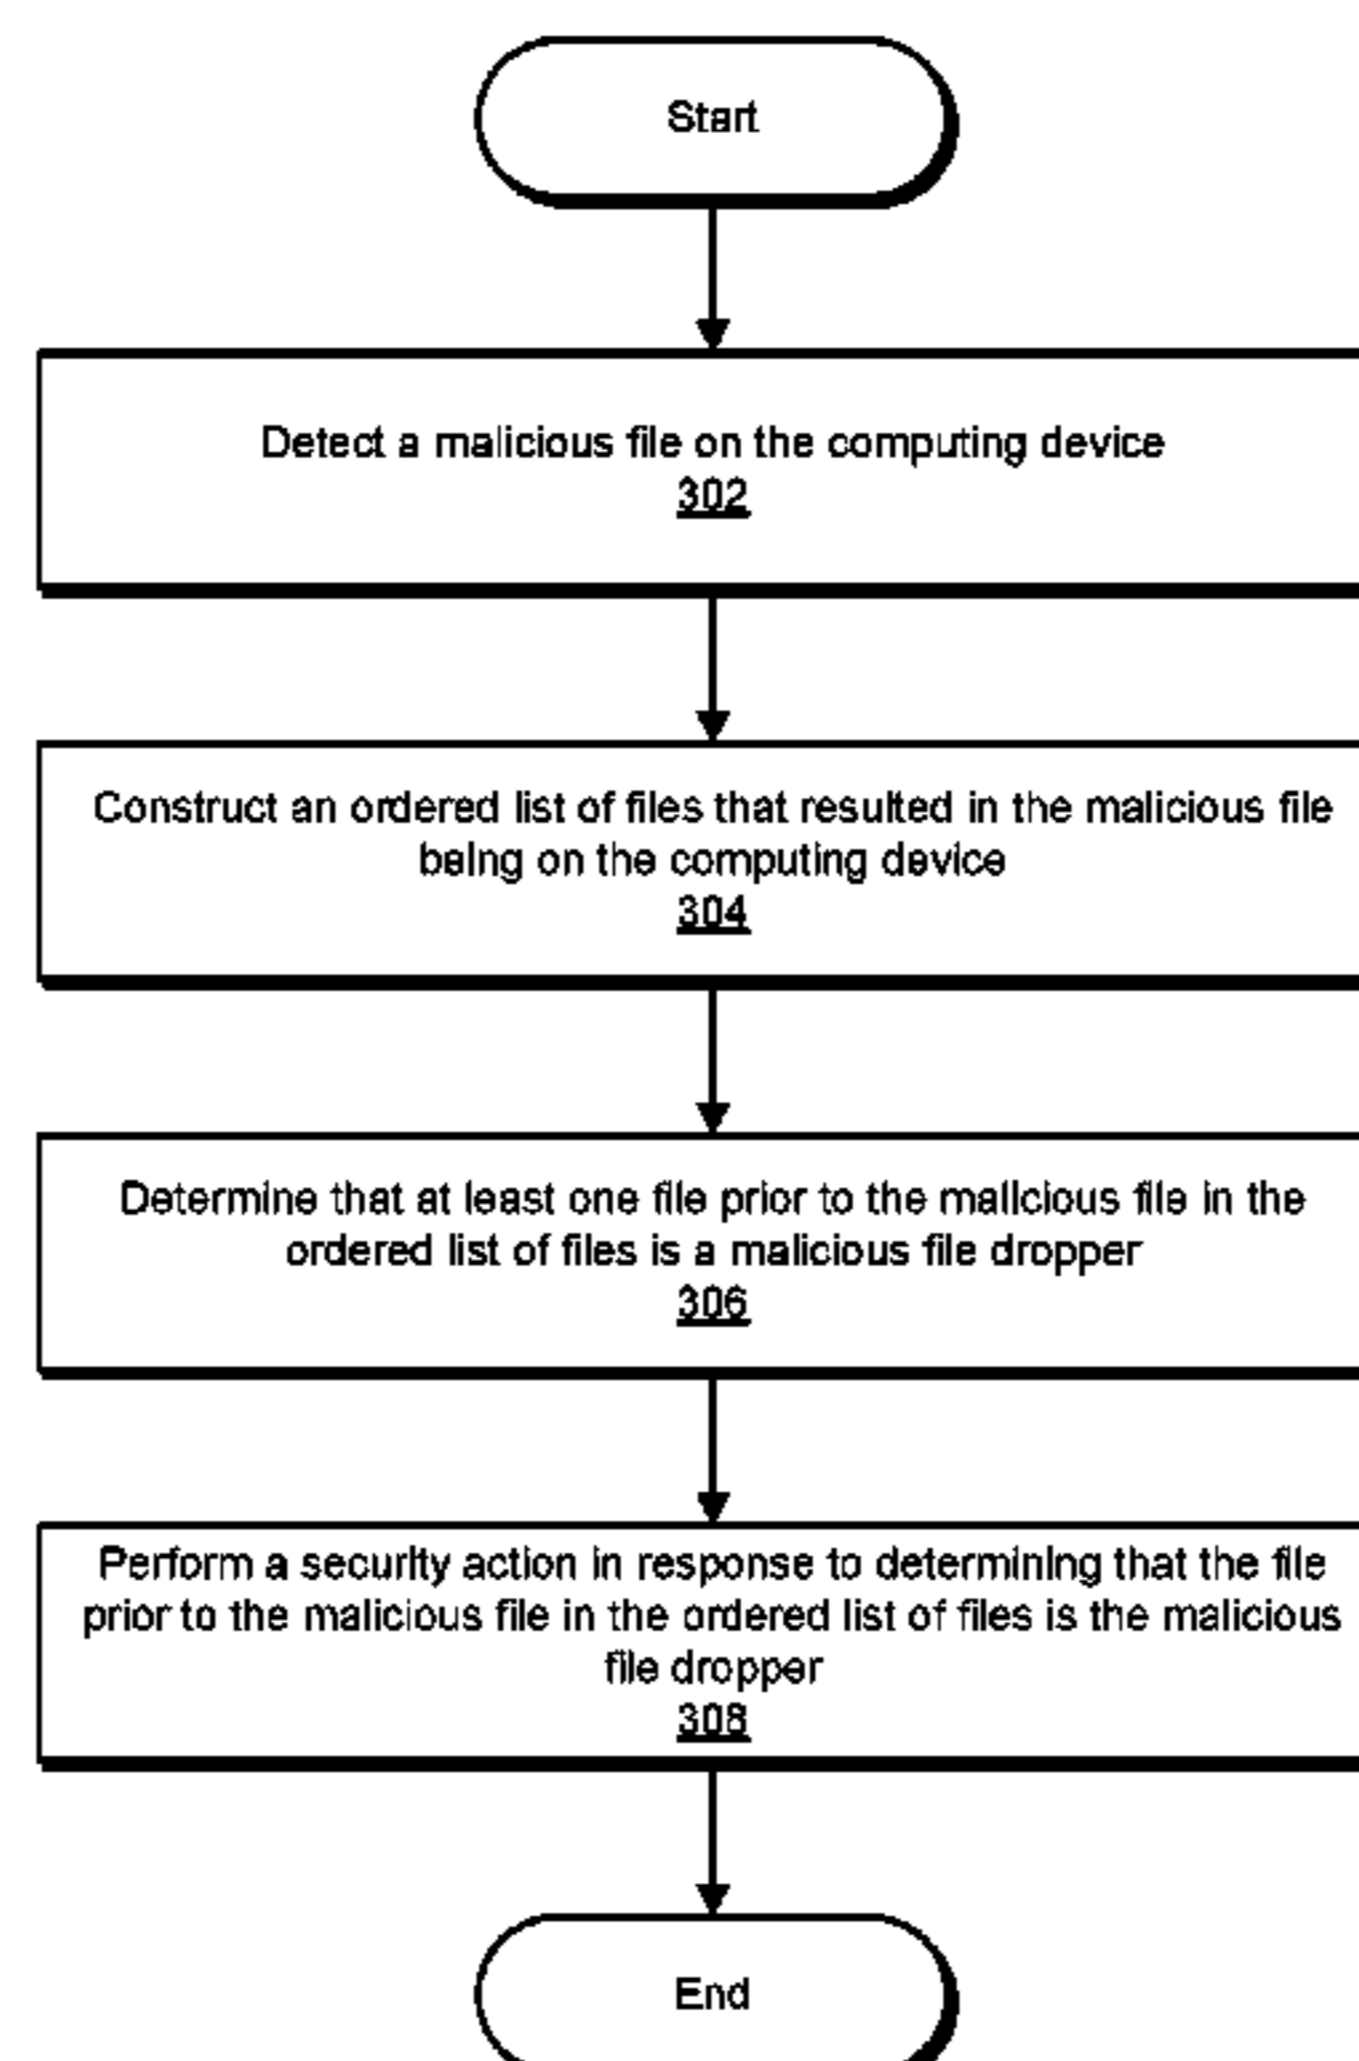 Start
Detect a malicious file on the computing device
302
Construct an ordered list of files that resulted in the malicious file
being on the computing device
304
Determine that at least one file prior to the malicious file in the
ordered list of files is a malicious file dropper
306
Perform a security action in response to determining that the file
prior to the malicious file in the ordered list of files is the malicious
file dropper
308
End